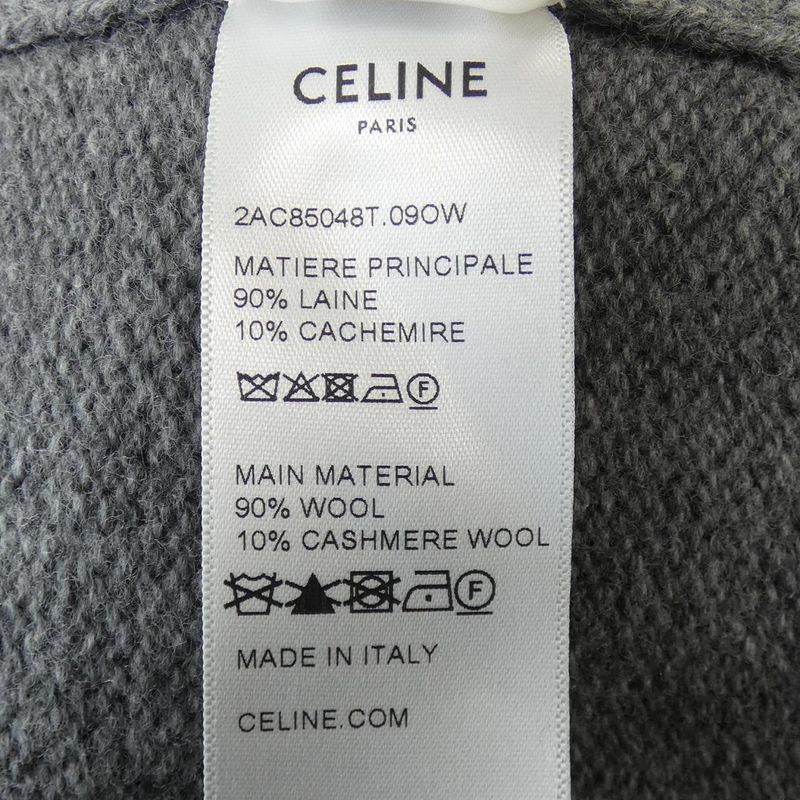 CELINE
PARIS
2AC85048T.09OW
MATIERE PRINCIPALE
90% LAINE
10% CACHEMIRE
F
MAIN MATERIAL
90% WOOL
10% CASHMERE WOOL
F
MADE IN ITALY
CELINE.COM